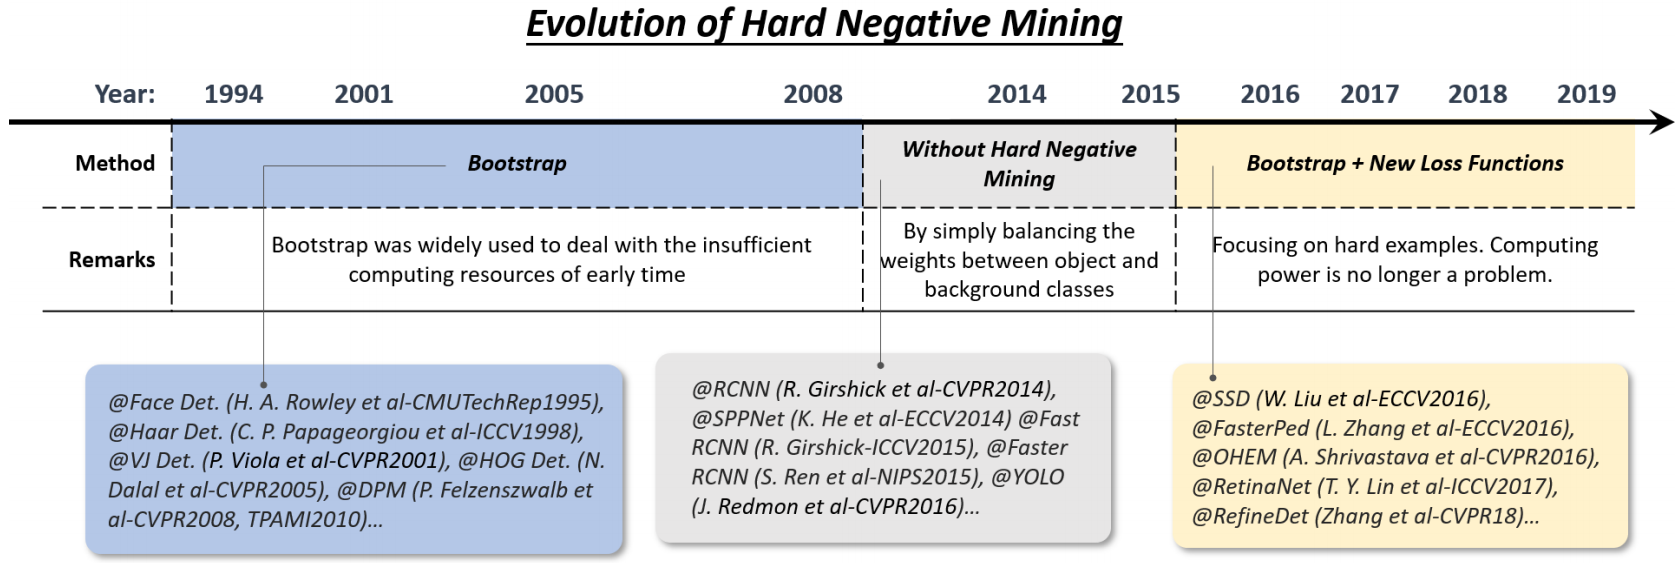 Evolution of Hard Negative Mining
Year: 1994 2001 2005 2008 2014 2015 2016 2017 2018 2019
Method
Bootstrap
Without Hard Negative
Mining
Bootstrap + New Loss Functions
Remarks
Bootstrap was widely used to deal with the insufficient
computing resources of early time
By simply balancing the
weights between object and
background classes
Focusing on hard examples. Computing
power is no longer a problem.
@Face Det. (H. A. Rowley et al-CMUTechRep1995),
@Haar Det. (C. P. Papageorgiou et al-ICCV1998),
@VJ Det. (P. Viola et al-CVPR2001), @HOG Det. (N.
Dalal et al-CVPR2005), @DPM (P. Felzenszwalb et
al-CVPR2008, TPAMI2010)...
@RCNN (R. Girshick et al-CVPR2014),
@SPPNet (K. He et al-ECCV2014) @Fast
RCNN (R. Girshick-ICCV2015), @Faster
RCNN (S. Ren et al-NIPS2015), @YOLO
(J. Redmon et al-CVPR2016)...
@SSD (W. Liu et al-ECCV2016),
@FasterPed (L. Zhang et al-ECCV2016),
@OHEM (A. Shrivastava et al-CVPR2016),
@RetinaNet (T. Y. Lin et al-ICCV2017),
@RefineDet (Zhang et al-CVPR18)...